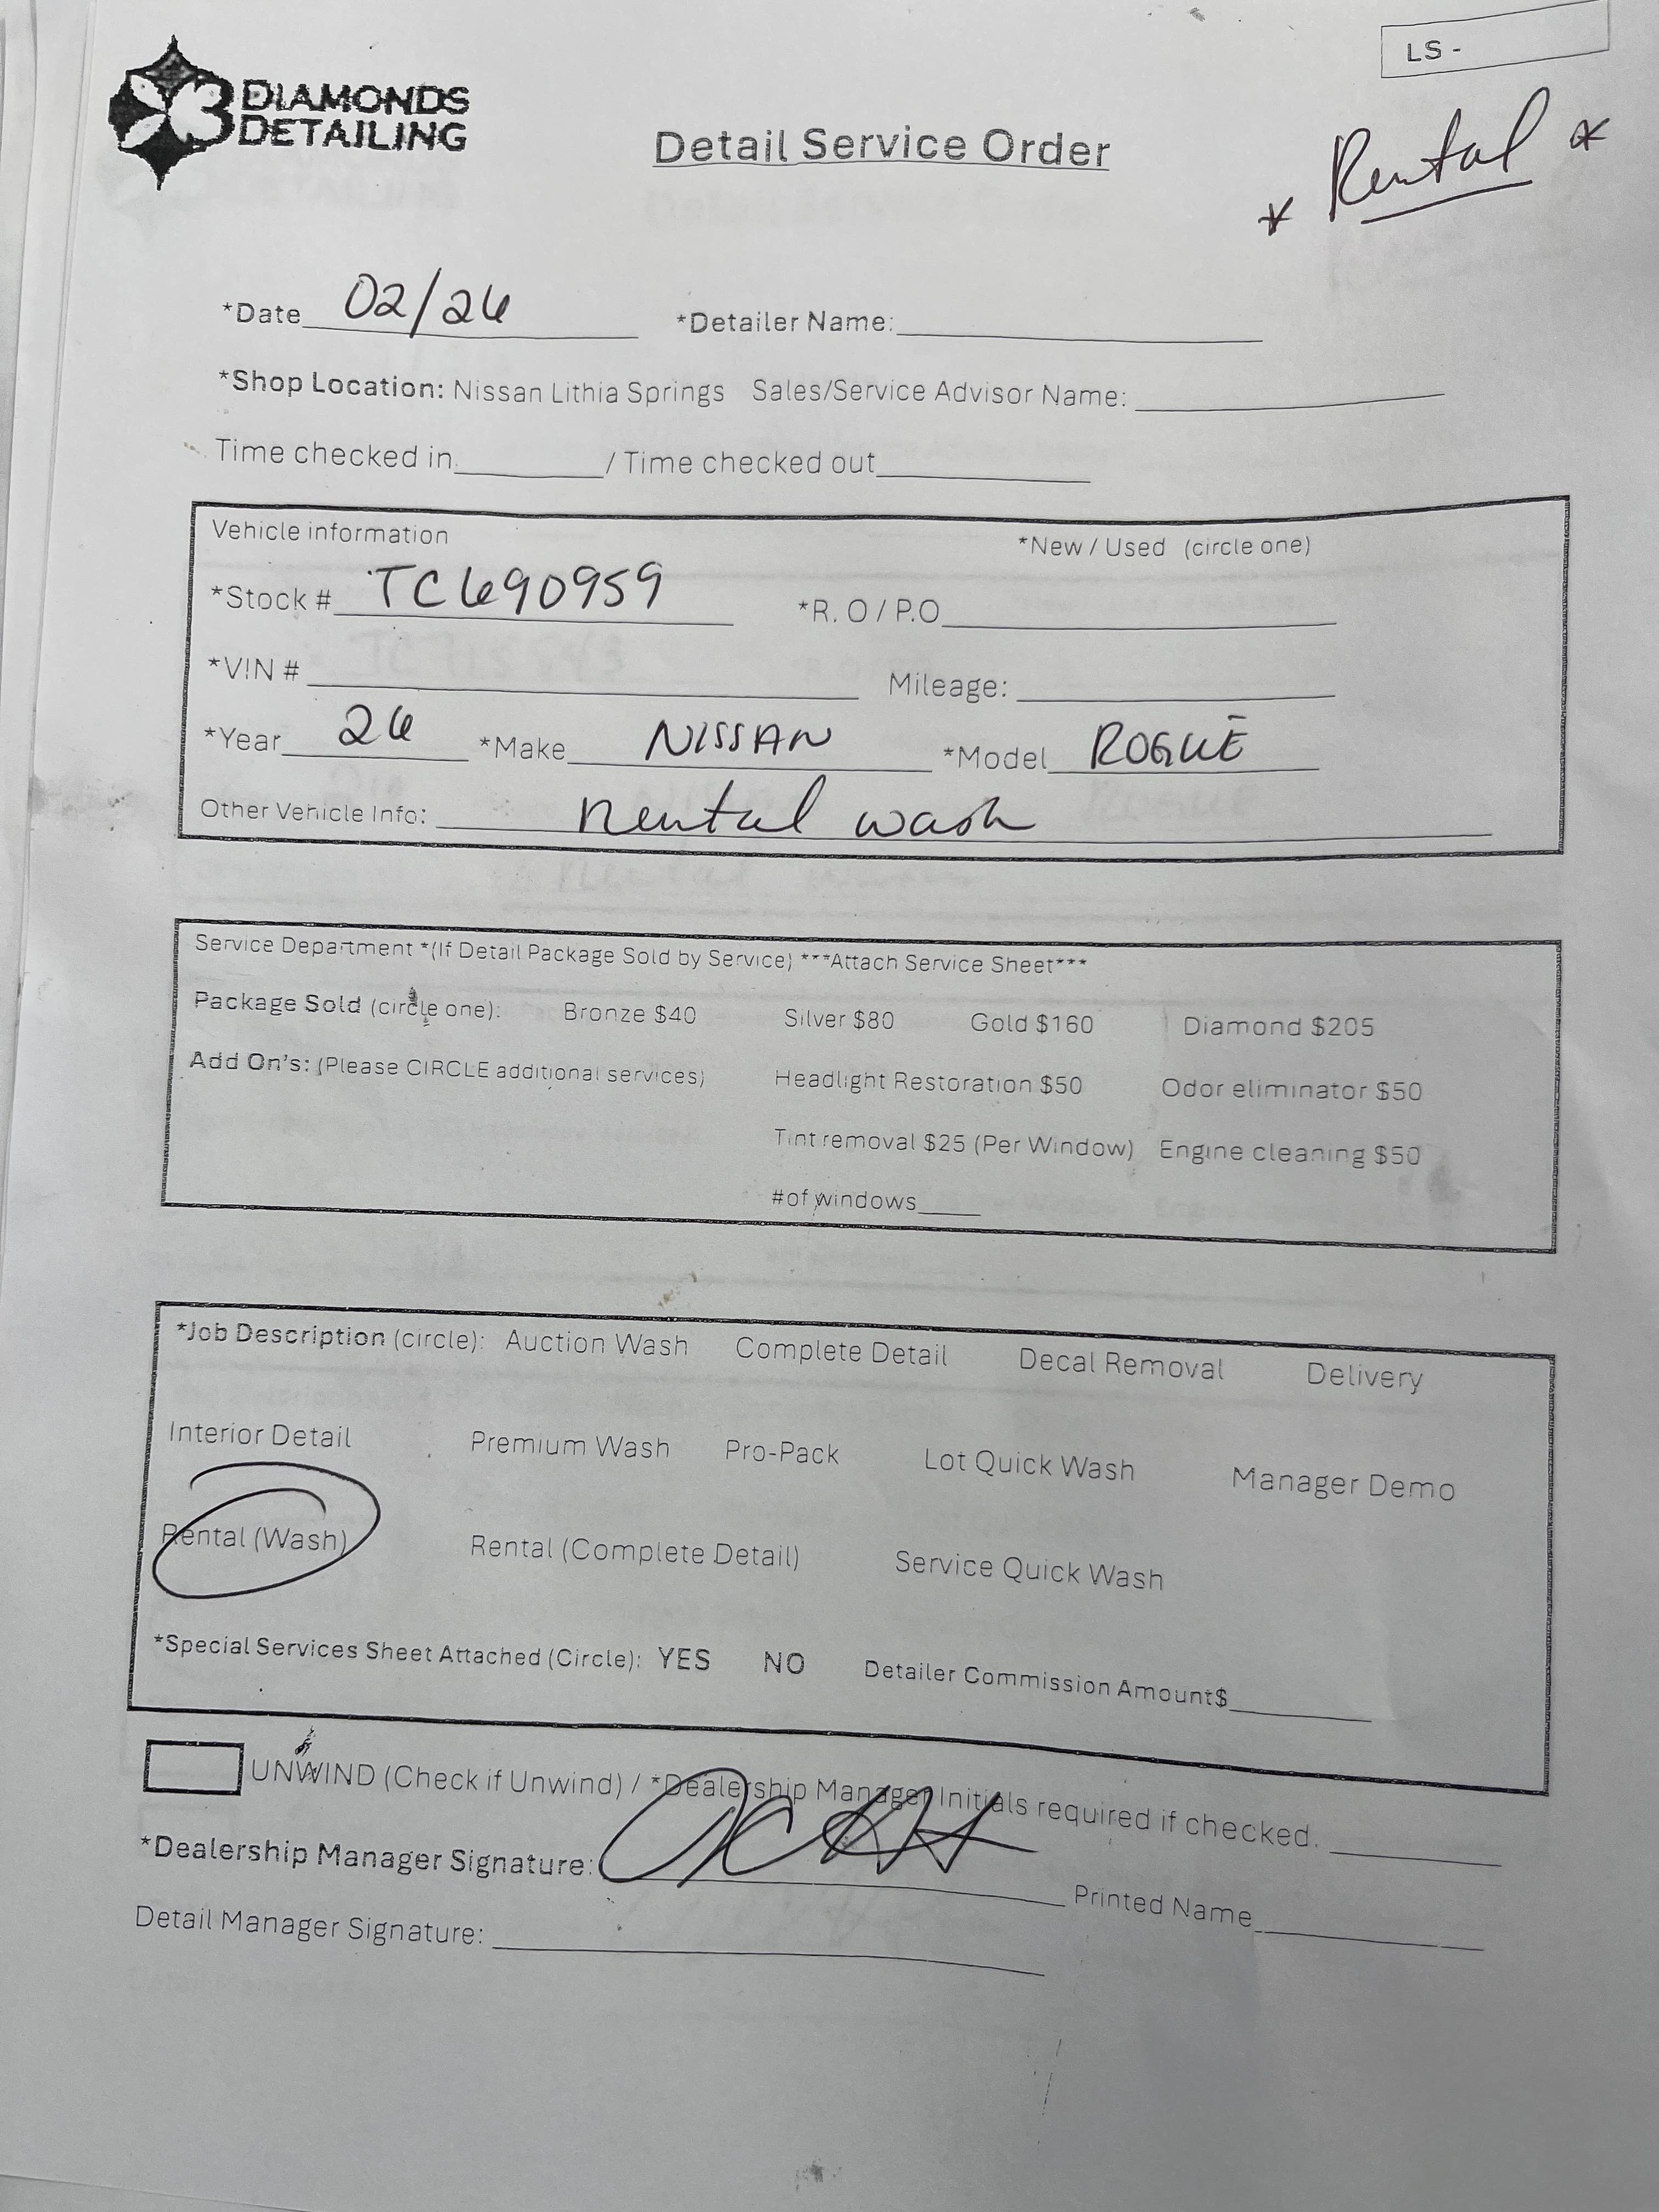 LS -
3 DIAMONDS
DETAILING
Detail Service Order
* Rental *
*Date 02/26 *Detailer Name:
*Shop Location: Nissan Lithia Springs Sales/Service Advisor Name:
Time checked in / Time checked out
Vehicle information *New / Used (circle one)
*Stock # TC690959 *R. O / P.O
*VIN # Mileage:
*Year 26 *Make NISSAN *Model ROGUE
Other Vehicle Info: Rental wash
Service Department *(If Detail Package Sold by Service) ***Attach Service Sheet***
Package Sold (circle one): Bronze $40 Silver $80 Gold $160 Diamond $205
Add On's: (Please CIRCLE additional services) Headlight Restoration $50 Odor eliminator $50
Tint removal $25 (Per Window) Engine cleaning $50
#of windows
*Job Description (circle): Auction Wash Complete Detail Decal Removal Delivery
Interior Detail Premium Wash Pro-Pack Lot Quick Wash Manager Demo
Rental (Wash) Rental (Complete Detail) Service Quick Wash
*Special Services Sheet Attached (Circle): YES NO Detailer Commission Amount$
UNWIND (Check if Unwind) / *Dealership Manager Initials required if checked.
*Dealership Manager Signature: Printed Name
Detail Manager Signature: